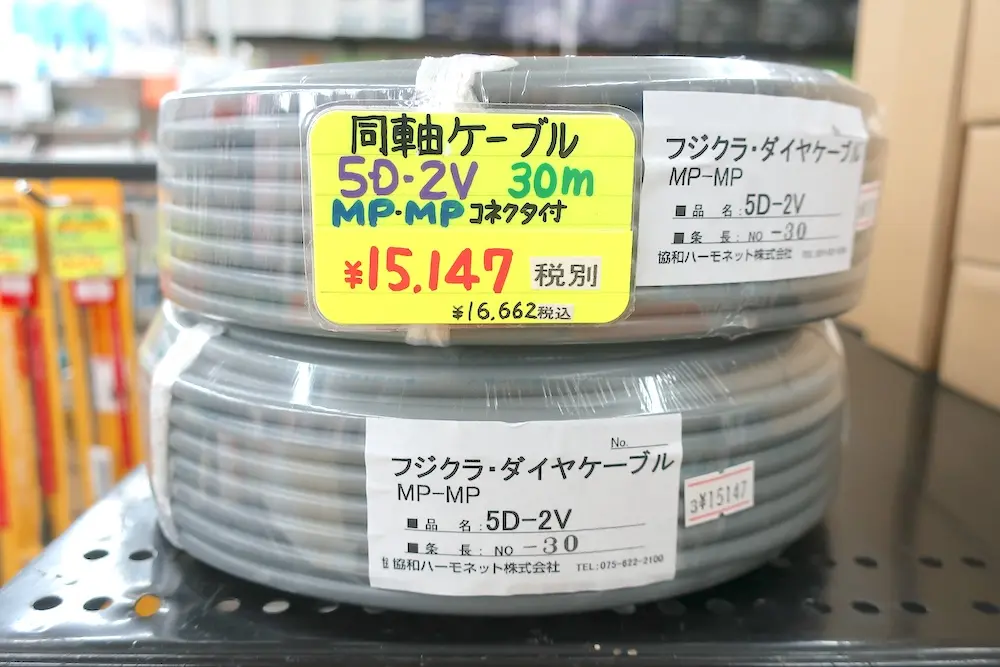 同軸ケーブル
5D-2V 30m
MP・MPコネクタ付
¥15,147 税別
¥16,662税込
フジクラ・ダイヤケーブル
MP-MP
■品 名:5D-2V
■条 長:NO -30
協和ハーモネット株式会社
No.
フジクラ・ダイヤケーブル
MP-MP
■品 名:5D-2V
■条 長:NO -30
協和ハーモネット株式会社 TEL:075-622-2100
3¥15147